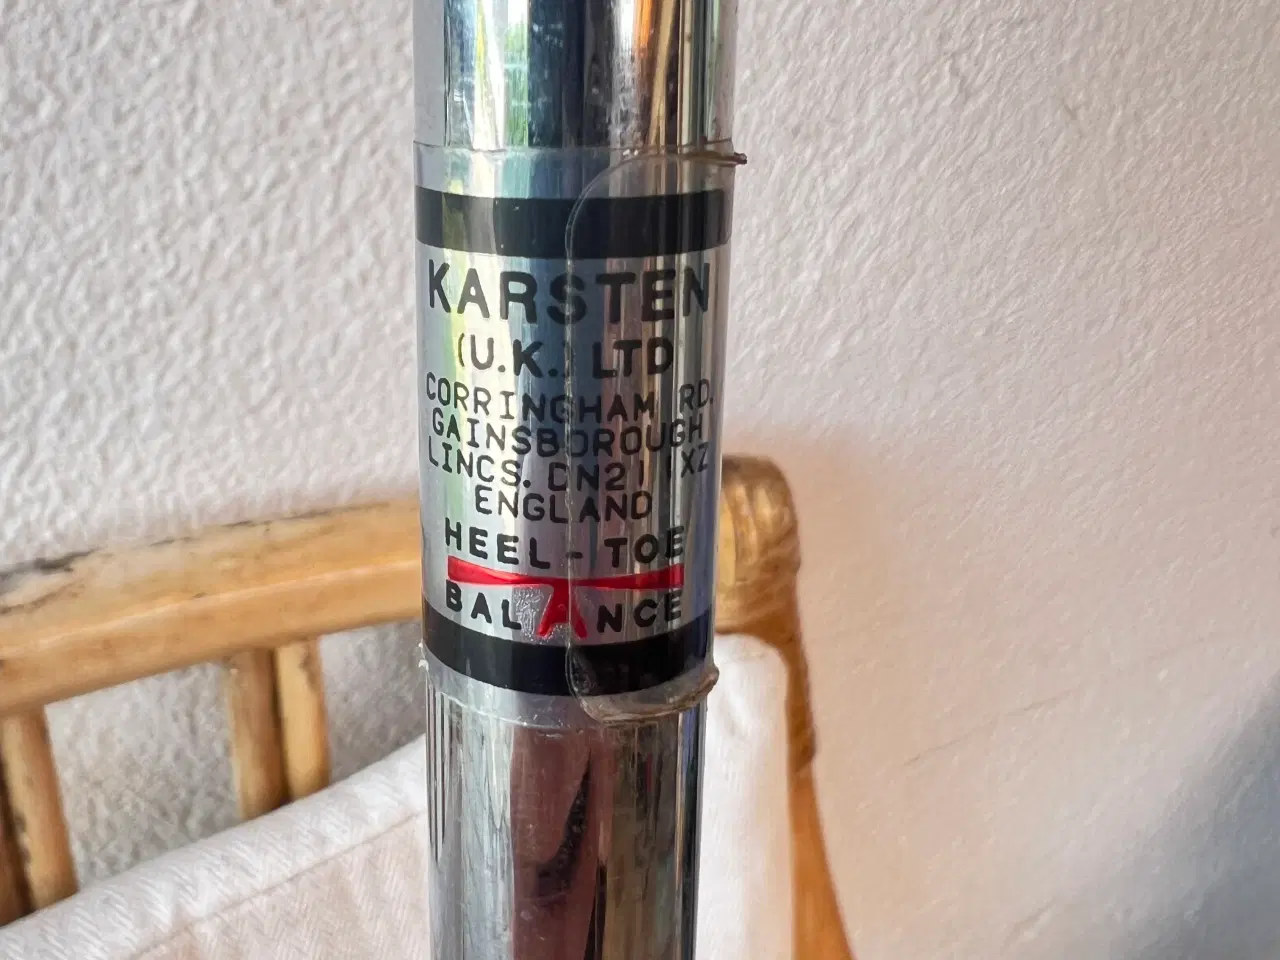 KARSTEN
(U.K.) LTD
CORRINGHAM RD.
GAINSBOROUGH
LINCS. DN21 1XZ
ENGLAND
HEEL-TOE
BALANCE